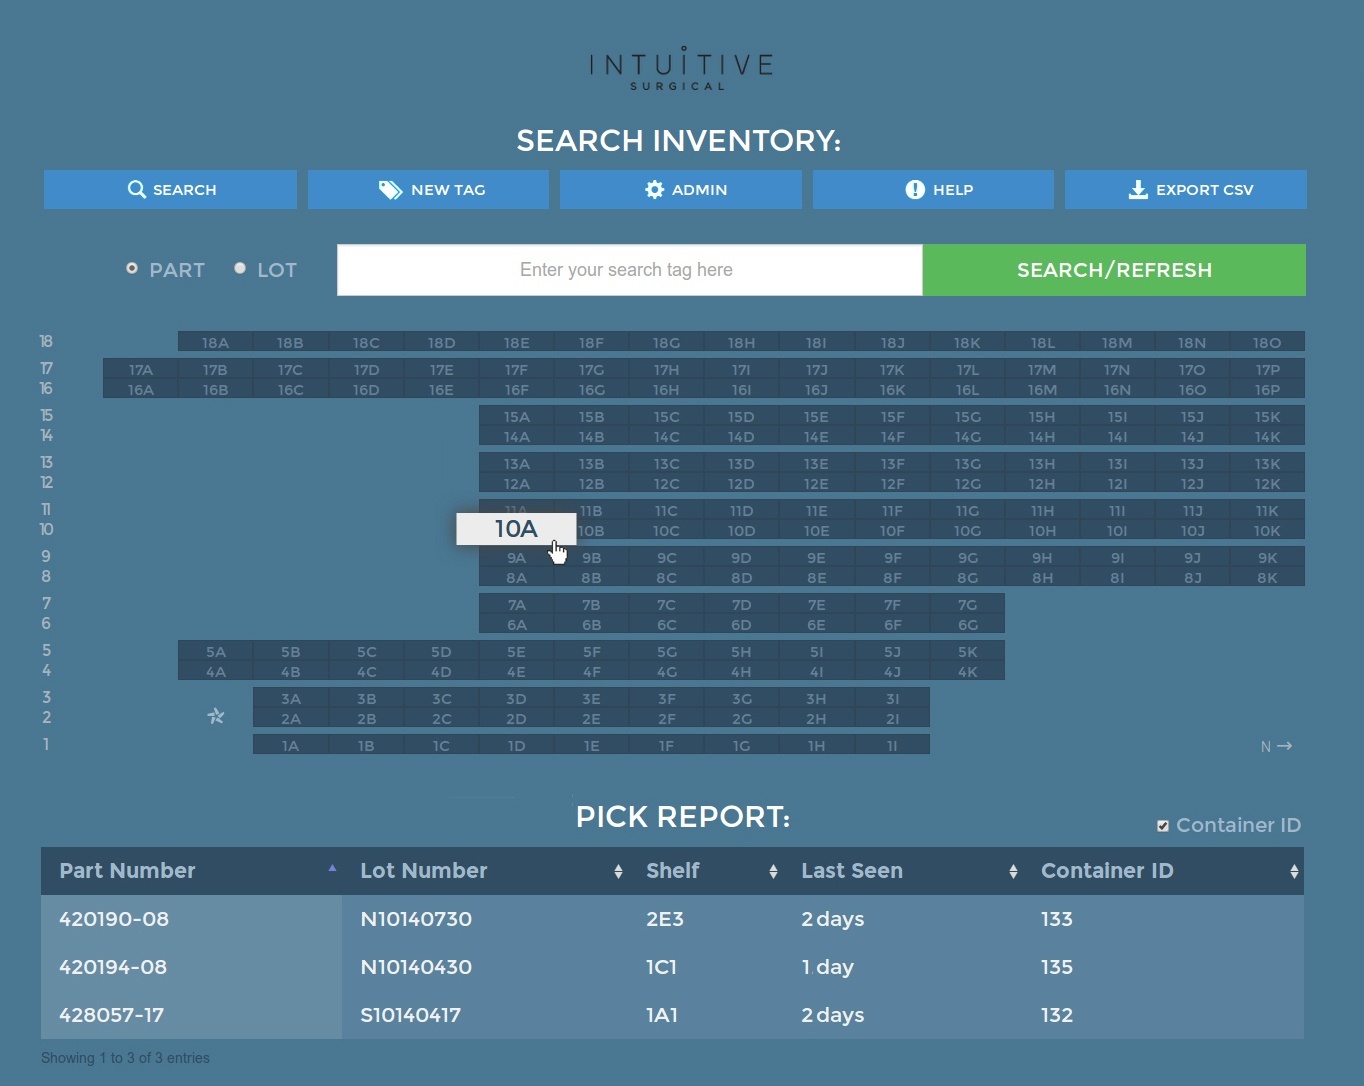 INTUITIVE
SURGICAL
SEARCH INVENTORY:
SEARCH NEW TAG ADMIN HELP EXPORT CSV
PART LOT Enter your search tag here SEARCH/REFRESH
18 18A 18B 18C 18D 18E 18F 18G 18H 18I 18J 18K 18L 18M 18N 18O
17 17A 17B 17C 17D 17E 17F 17G 17H 17I 17J 17K 17L 17M 17N 17O 17P
16 16A 16B 16C 16D 16E 16F 16G 16H 16I 16J 16K 16L 16M 16N 16O 16P
15 15A 15B 15C 15D 15E 15F 15G 15H 15I 15J 15K
14 14A 14B 14C 14D 14E 14F 14G 14H 14I 14J 14K
13 13A 13B 13C 13D 13E 13F 13G 13H 13I 13J 13K
12 12A 12B 12C 12D 12E 12F 12G 12H 12I 12J 12K
11 11A 11B 11C 11D 11E 11F 11G 11H 11I 11J 11K
10 10A 10B 10C 10D 10E 10F 10G 10H 10I 10J 10K
9 9A 9B 9C 9D 9E 9F 9G 9H 9I 9J 9K
8 8A 8B 8C 8D 8E 8F 8G 8H 8I 8J 8K
7 7A 7B 7C 7D 7E 7F 7G
6 6A 6B 6C 6D 6E 6F 6G
5 5A 5B 5C 5D 5E 5F 5G 5H 5I 5J 5K
4 4A 4B 4C 4D 4E 4F 4G 4H 4I 4J 4K
3 3A 3B 3C 3D 3E 3F 3G 3H 3I
2 2A 2B 2C 2D 2E 2F 2G 2H 2I
1 1A 1B 1C 1D 1E 1F 1G 1H 1I N →
PICK REPORT:
Container ID
Part Number Lot Number Shelf Last Seen Container ID
420190-08 N10140730 2E3 2 days 133
420194-08 N10140430 1C1 1 day 135
428057-17 S10140417 1A1 2 days 132
Showing 1 to 3 of 3 entries